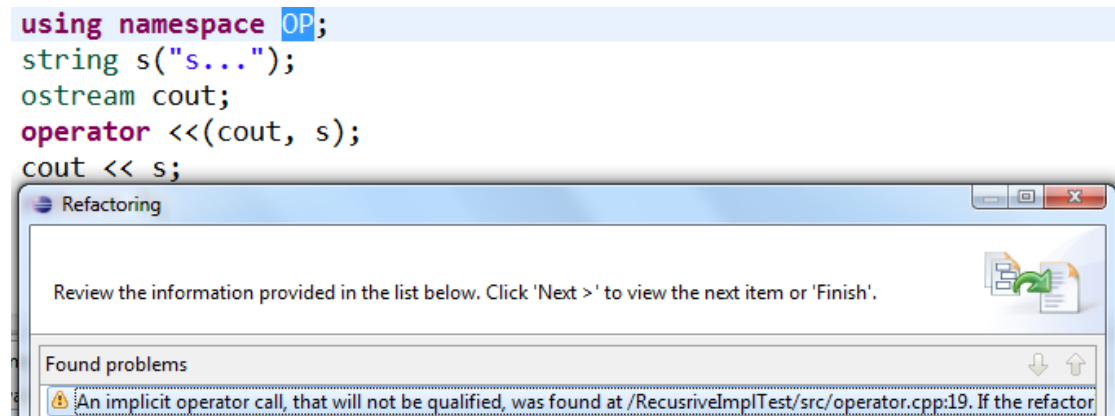 using namespace OP;
string s("s...");
ostream cout;
operator <<(cout, s);
cout << s;
Refactoring
Review the information provided in the list below. Click 'Next >' to view the next item or 'Finish'.
Found problems
An implicit operator call, that will not be qualified, was found at /RecusriveImplTest/src/operator.cpp:19. If the refactor